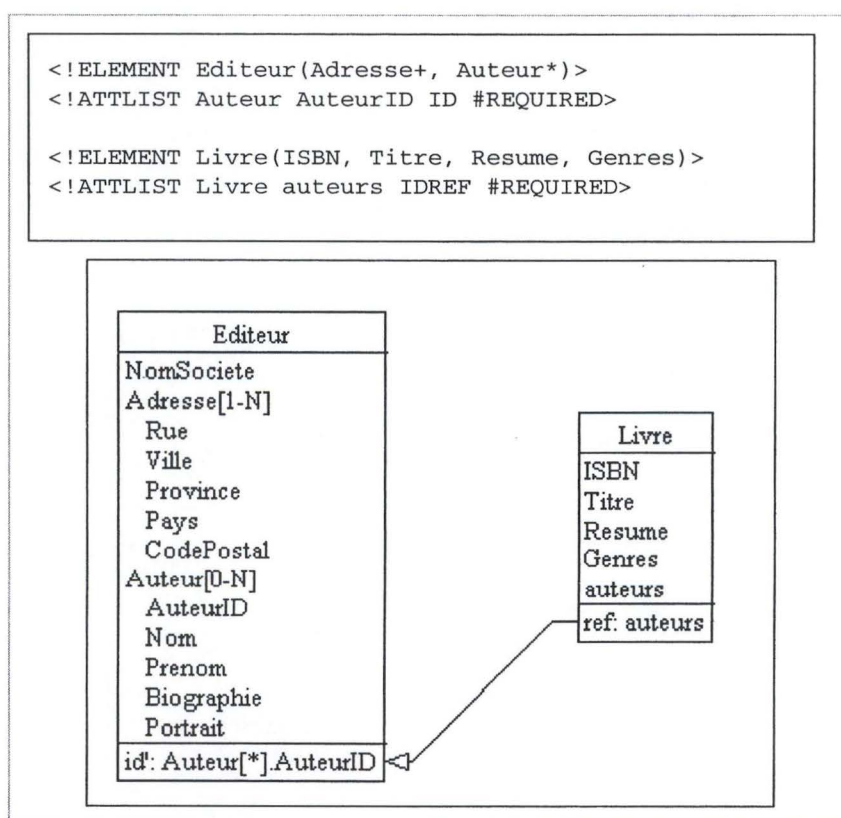 <!ELEMENT Editeur(Adresse+, Auteur*)>
<!ATTLIST Auteur AuteurID ID #REQUIRED>
<!ELEMENT Livre(ISBN, Titre, Resume, Genres)>
<!ATTLIST Livre auteurs IDREF #REQUIRED>
Editeur
NomSociete
Adresse[1-N]
Rue
Ville
Province
Pays
CodePostal
Auteur[0-N]
AuteurID
Nom
Prenom
Biographie
Portrait
id': Auteur[*].AuteurID
Livre
ISBN
Titre
Resume
Genres
auteurs
ref: auteurs